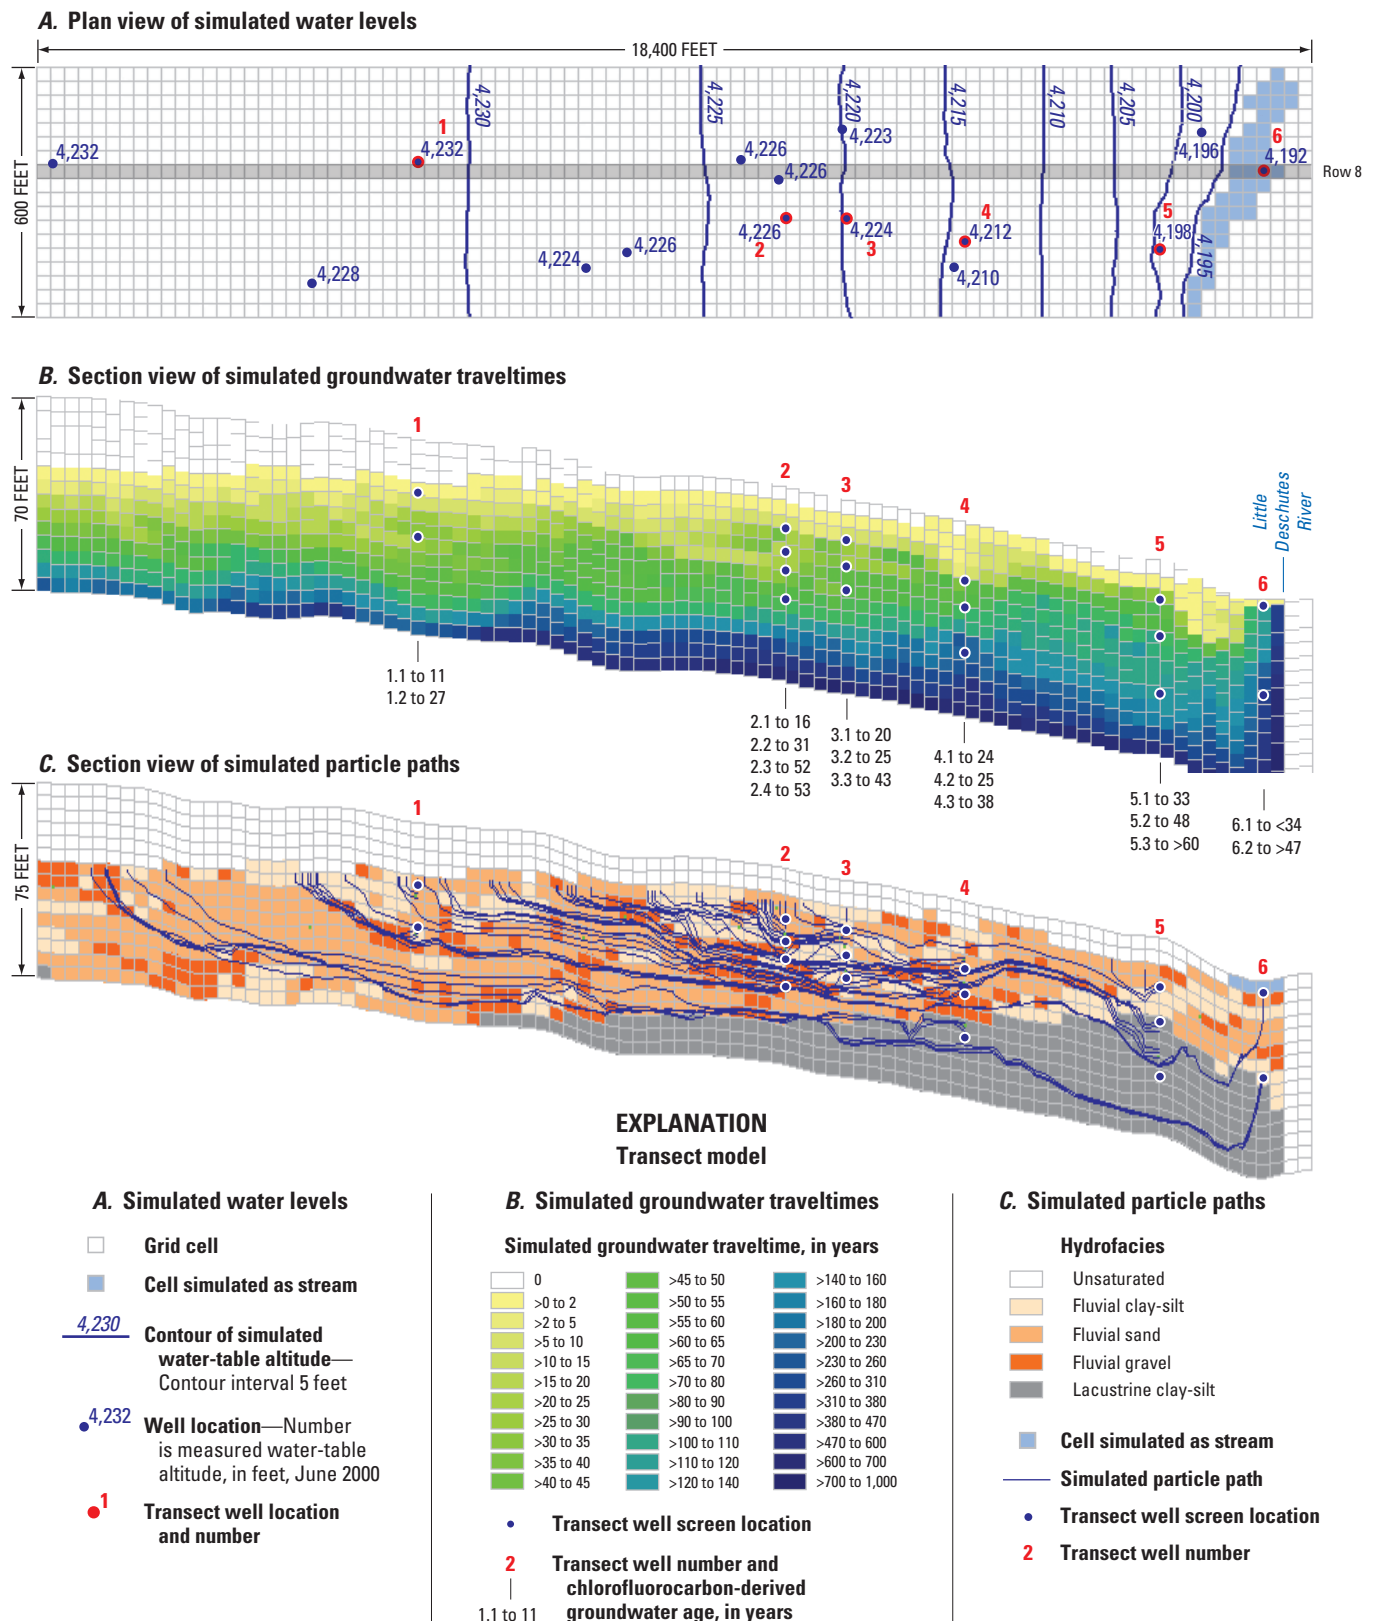 A. Plan view of simulated water levels
18,400 FEET
600 FEET
4,232
1
4,232
4,230
4,228
4,224
4,226
4,225
4,226
4,226
4,226
2
4,220
4,223
4,224
3
4,215
4
4,212
4,210
4,210
4,205
4,200
4,196
5
4,198
4,195
6
4,192
Row 8
B. Section view of simulated groundwater traveltimes
70 FEET
1
2
3
4
5
6
Little
Deschutes
River
1.1 to 11
1.2 to 27
2.1 to 16
2.2 to 31
2.3 to 52
2.4 to 53
3.1 to 20
3.2 to 25
3.3 to 43
4.1 to 24
4.2 to 25
4.3 to 38
5.1 to 33
5.2 to 48
5.3 to >60
6.1 to <34
6.2 to >47
C. Section view of simulated particle paths
75 FEET
1
2
3
4
5
6
EXPLANATION
Transect model
A. Simulated water levels
Grid cell
Cell simulated as stream
4,230
Contour of simulated
water-table altitude—
Contour interval 5 feet
4,232
Well location—Number
is measured water-table
altitude, in feet, June 2000
1
Transect well location
and number
B. Simulated groundwater traveltimes
Simulated groundwater traveltime, in years
0
>0 to 2
>2 to 5
>5 to 10
>10 to 15
>15 to 20
>20 to 25
>25 to 30
>30 to 35
>35 to 40
>40 to 45
>45 to 50
>50 to 55
>55 to 60
>60 to 65
>65 to 70
>70 to 80
>80 to 90
>90 to 100
>100 to 110
>110 to 120
>120 to 140
>140 to 160
>160 to 180
>180 to 200
>200 to 230
>230 to 260
>260 to 310
>310 to 380
>380 to 470
>470 to 600
>600 to 700
>700 to 1,000
Transect well screen location
2
Transect well number and
chlorofluorocarbon-derived
groundwater age, in years
1.1 to 11
C. Simulated particle paths
Hydrofacies
Unsaturated
Fluvial clay-silt
Fluvial sand
Fluvial gravel
Lacustrine clay-silt
Cell simulated as stream
Simulated particle path
Transect well screen location
2
Transect well number